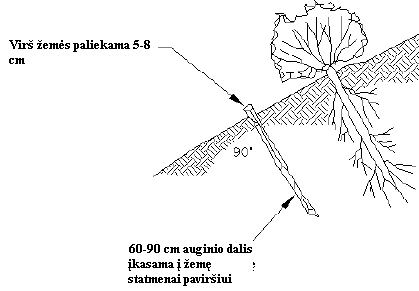 Virš žemės paliekama 5-8
cm
90°
60-90 cm auginio dalis
įkasama į žemę
statmenai paviršiui